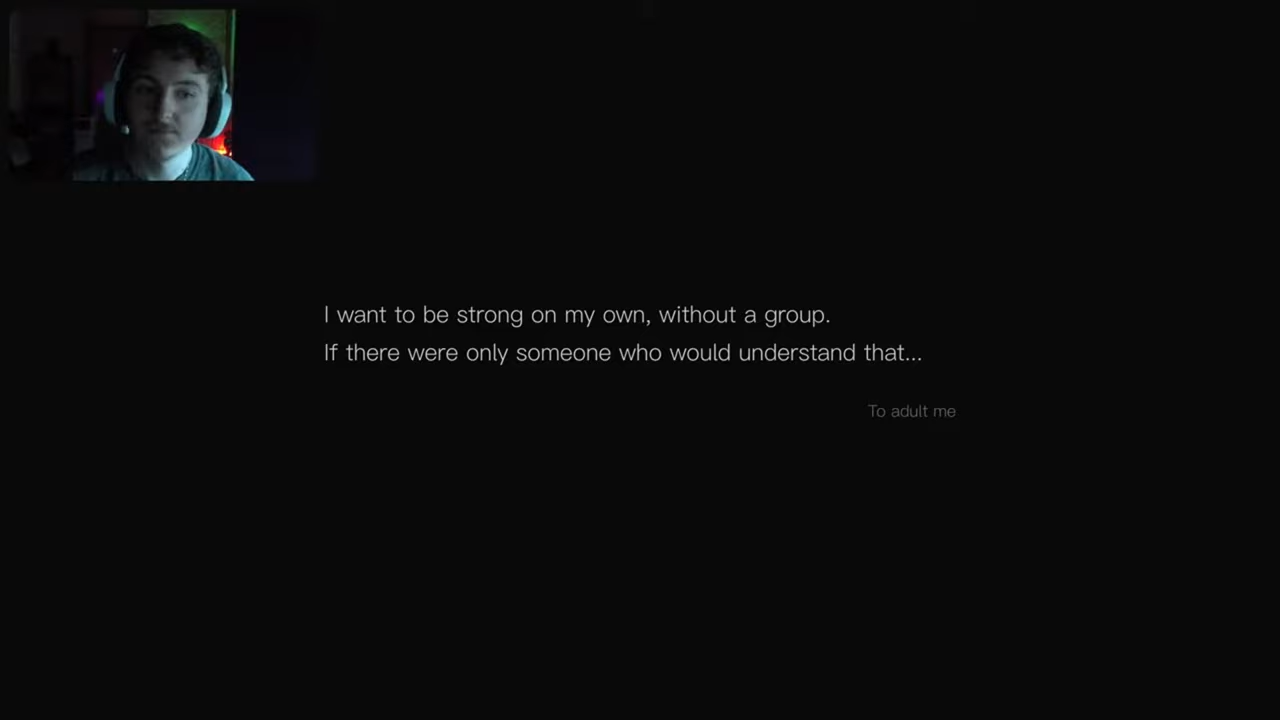 I want to be strong on my own, without a group.
If there were only someone who would understand that...
To adult me